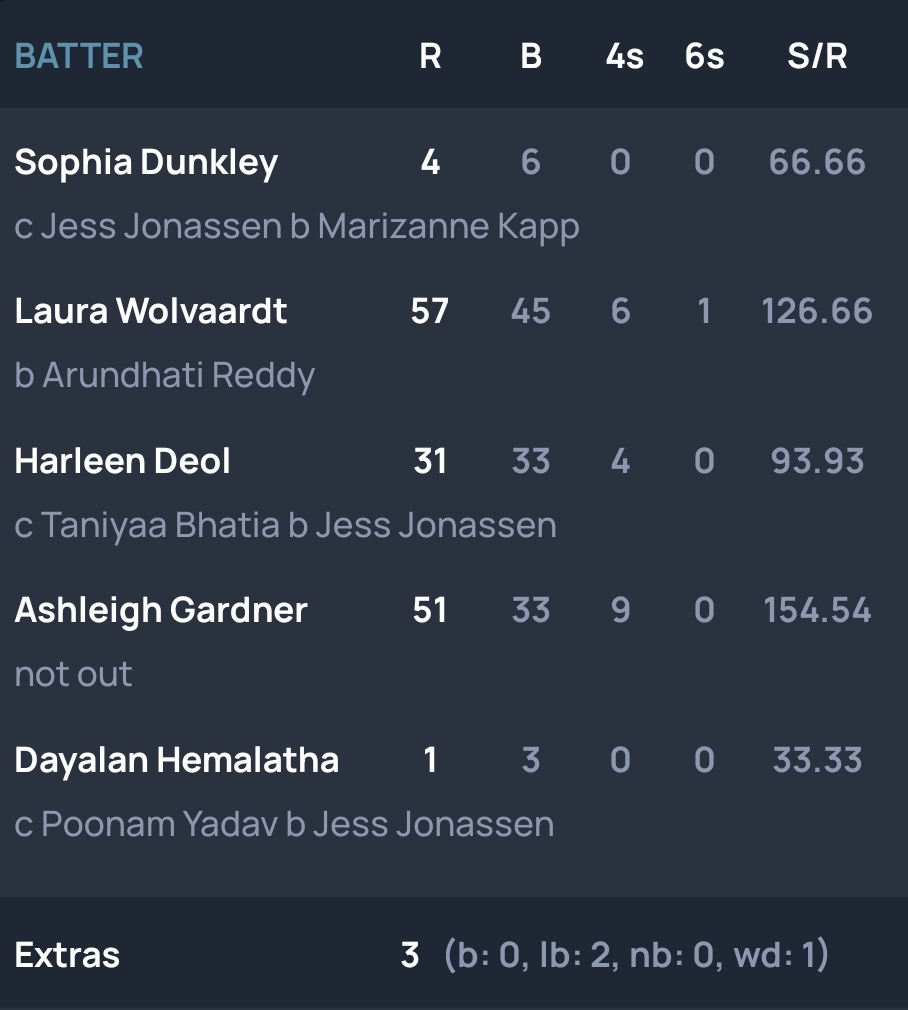 BATTER R B 4s 6s S/R
Sophia Dunkley 4 6 0 0 66.66
c Jess Jonassen b Marizanne Kapp
Laura Wolvaardt 57 45 6 1 126.66
b Arundhati Reddy
Harleen Deol 31 33 4 0 93.93
c Taniyaa Bhatia b Jess Jonassen
Ashleigh Gardner 51 33 9 0 154.54
not out
Dayalan Hemalatha 1 3 0 0 33.33
c Poonam Yadav b Jess Jonassen
Extras 3 (b: 0, lb: 2, nb: 0, wd: 1)